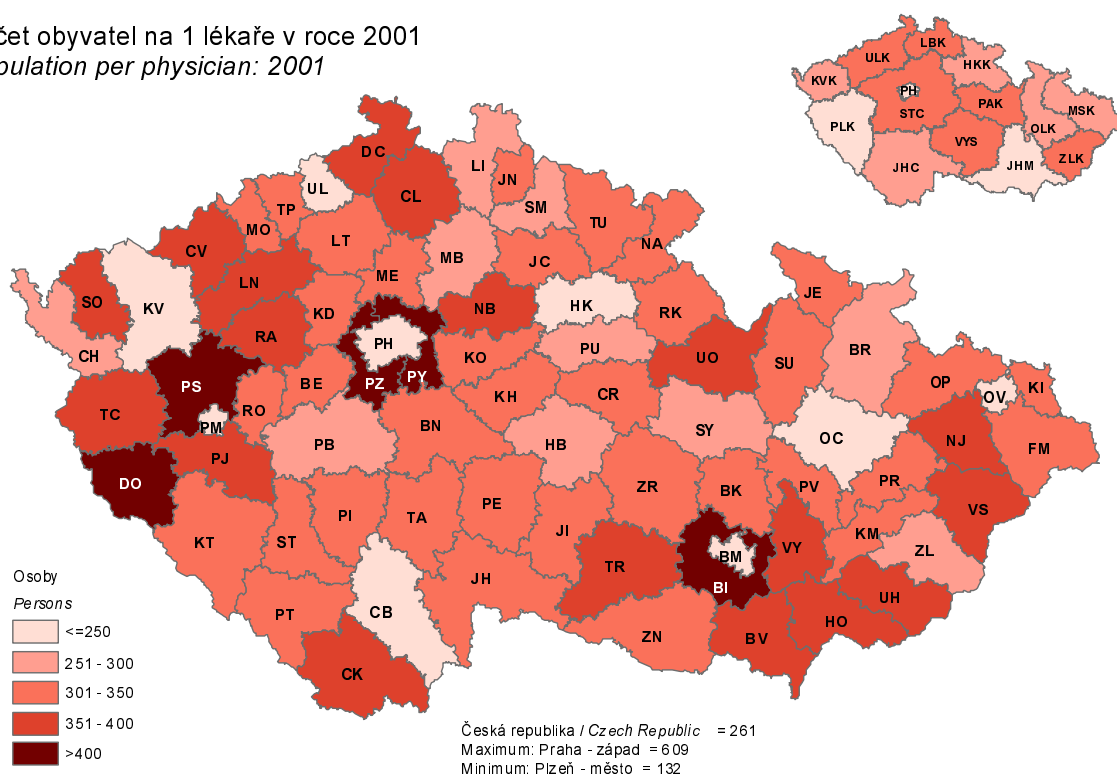 čet obyvatel na 1 lékaře v roce 2001
pulation per physician: 2001
LBK
ULK
HKK
KVK
PH
PAK
MSK
STC
PLK
OLK
VYS
ZLK
JHC
JHM
DC
LI
JN
UL
CL
SM
TP
TU
MO
LT
NA
CV
MB
JC
ME
LN
JE
SO
KV
NB
HK
KD
RK
RA
PH
PU
BR
CH
KO
UO
SU
PS
PZ
PY
BE
OP
KI
KH
CR
OV
RO
TC
PM
BN
SY
OC
NJ
PB
HB
FM
PJ
DO
ZR
BK
PV
PR
PE
VS
PI
TA
KT
ST
JI
KM
VY
BM
ZL
TR
JH
BI
UH
PT
CB
HO
ZN
BV
CK
Osoby
Persons
<=250
251 - 300
301 - 350
351 - 400
>400
Česká republika / Czech Republic = 261
Maximum: Praha - západ = 609
Minimum: Plzeň - město = 132